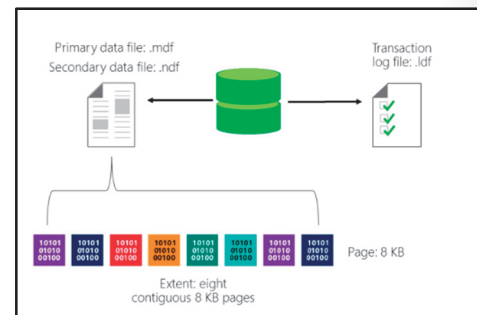 Primary data file: .mdf
Secondary data file: .ndf
Transaction
log file: .ldf
10101 10101 10101 10101 10101 10101 10101 10101
01010 01010 01010 01010 01010 01010 01010 01010
00100 00100 00100 00100 00100 00100 00100 00100
Page: 8 KB
Extent: eight
contiguous 8 KB pages